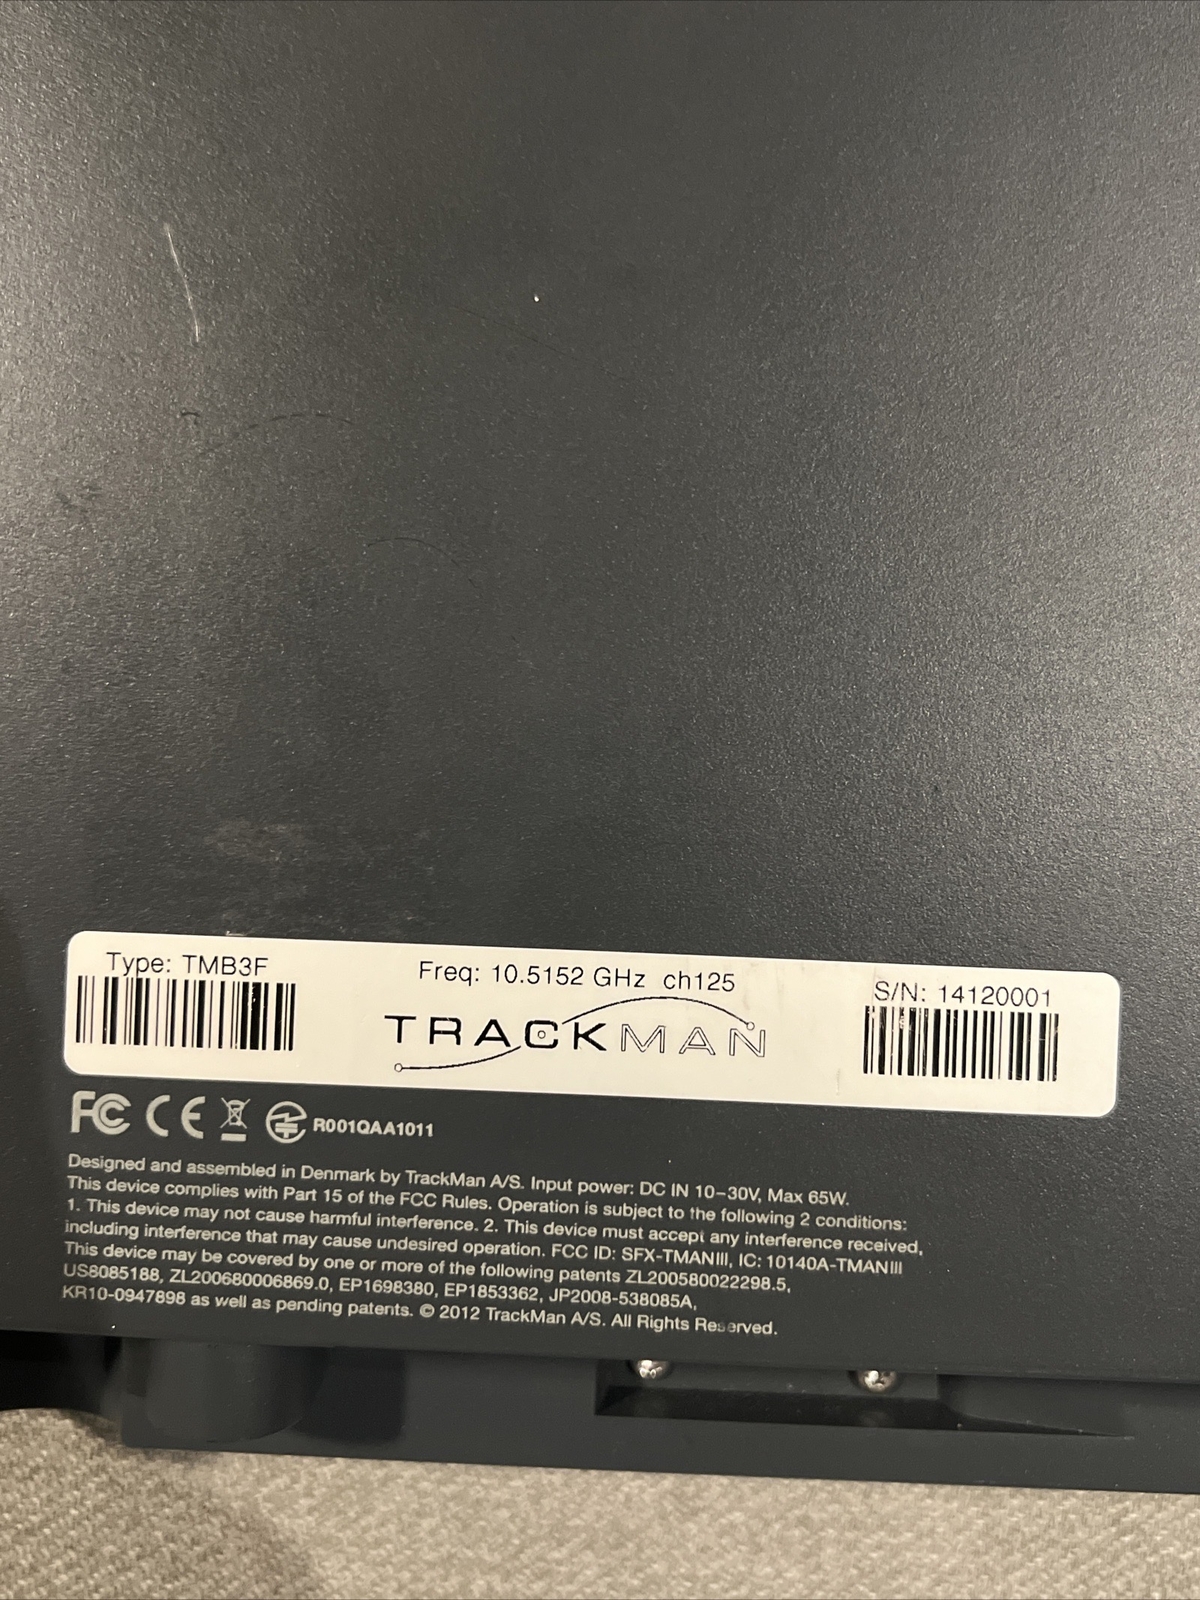 Type: TMB3F
Freq: 10.5152 GHz ch125
S/N: 14120001
TRACKMAN
FC CE R001QAA1011
Designed and assembled in Denmark by TrackMan A/S. Input power: DC IN 10–30V, Max 65W.
This device complies with Part 15 of the FCC Rules. Operation is subject to the following 2 conditions:
1. This device may not cause harmful interference. 2. This device must accept any interference received,
including interference that may cause undesired operation. FCC ID: SFX-TMANIII, IC: 10140A-TMANIII
This device may be covered by one or more of the following patents ZL200580022298.5,
US8085188, ZL200680006869.0, EP1698380, EP1853362, JP2008-538085A,
KR10-0947898 as well as pending patents. © 2012 TrackMan A/S. All Rights Reserved.